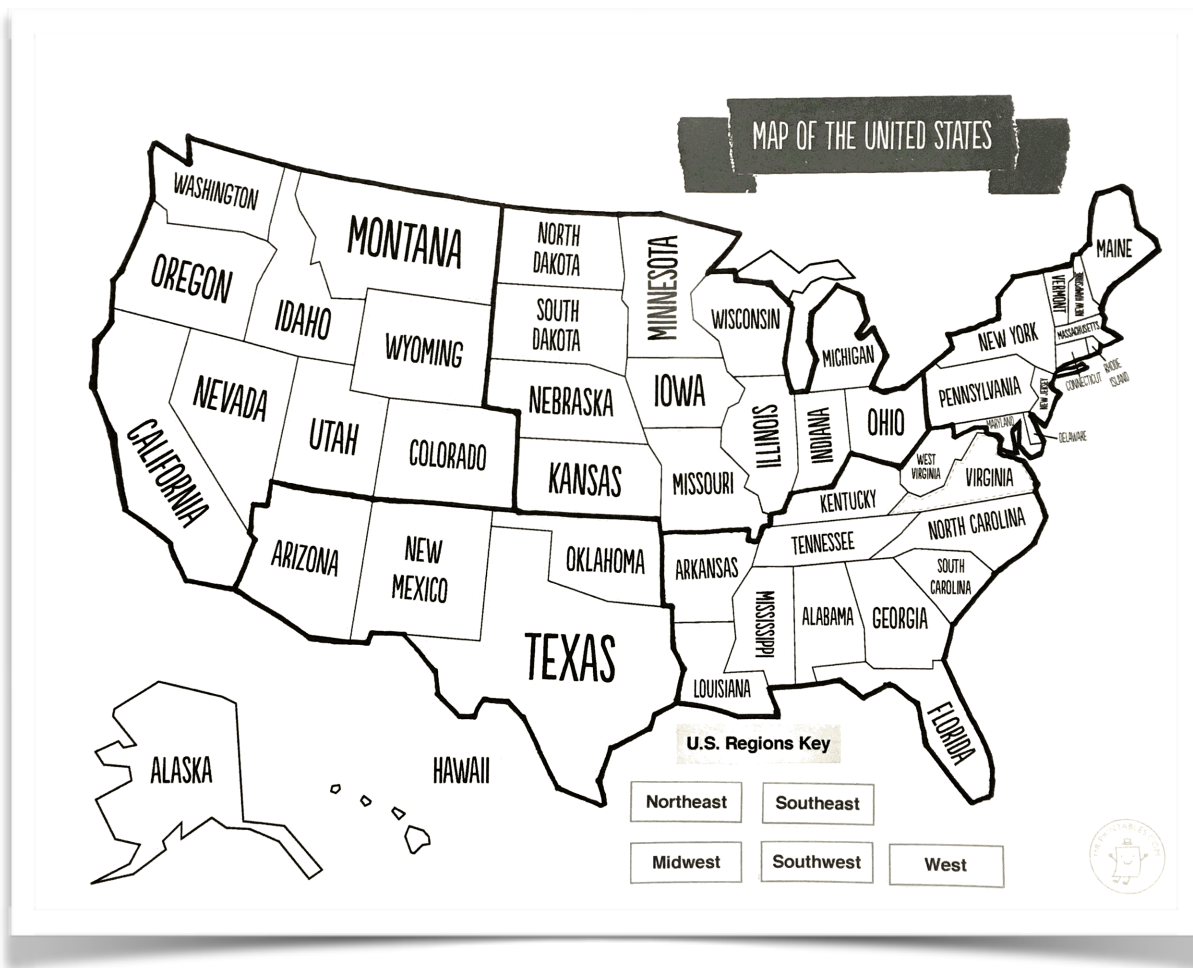 MAP OF THE UNITED STATES
WASHINGTON
MONTANA
NORTH
DAKOTA
MINNESOTA
MAINE
OREGON
IDAHO
SOUTH
DAKOTA
WISCONSIN
VERMONT
NEW HAMPSHIRE
WYOMING
MICHIGAN
NEW YORK
MASSACHUSETTS
RHODE
ISLAND
CONNECTICUT
NEVADA
NEBRASKA
IOWA
PENNSYLVANIA
NEW JERSEY
UTAH
COLORADO
ILLINOIS
INDIANA
OHIO
MARYLAND
DELAWARE
CALIFORNIA
KANSAS
MISSOURI
WEST
VIRGINIA
VIRGINIA
KENTUCKY
ARIZONA
NEW
MEXICO
OKLAHOMA
ARKANSAS
TENNESSEE
NORTH CAROLINA
SOUTH
CAROLINA
MISSISSIPPI
ALABAMA
GEORGIA
TEXAS
LOUISIANA
FLORIDA
ALASKA
HAWAII
U.S. Regions Key
Northeast
Southeast
Midwest
Southwest
West